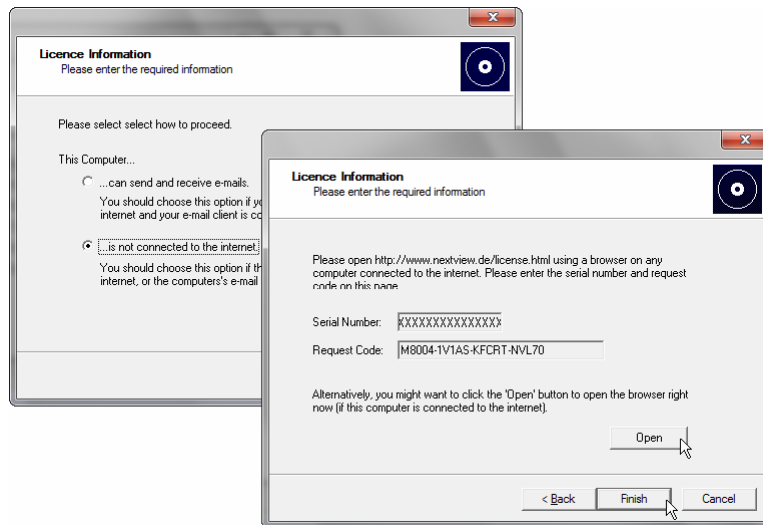 Licence Information
Please enter the required information
Please select select how to proceed.
This Computer...
...can send and receive e-mails.
You should choose this option if
internet and your e-mail client is
...is not connected to the internet.
You should choose this option if
internet, or the computers's e-mail
Licence Information
Please enter the required information
Please open http://www.nextview.de/license.html using a browser on any
computer connected to the internet. Please enter the serial number and request
code on this page
Serial Number: XXXXXXXXXXXXXXX
Request Code: M8004-1V1AS-KFCRT-NVL70
Alternatively, you might want to click the 'Open' button to open the browser right
now (if this computer is connected to the internet).
Open
< Back Finish Cancel